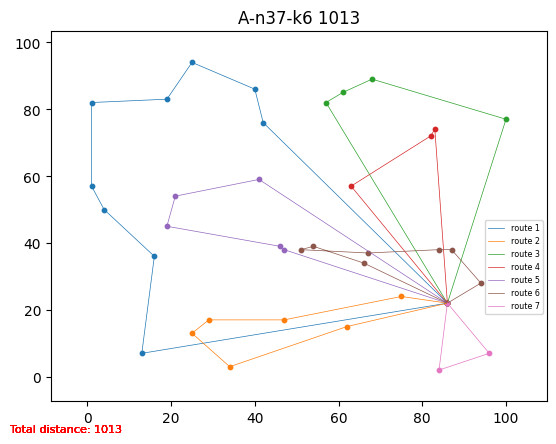 A-n37-k6 1013
100
80
60
40
20
0
route 1
route 2
route 3
route 4
route 5
route 6
route 7
0 20 40 60 80 100
Total distance: 1013